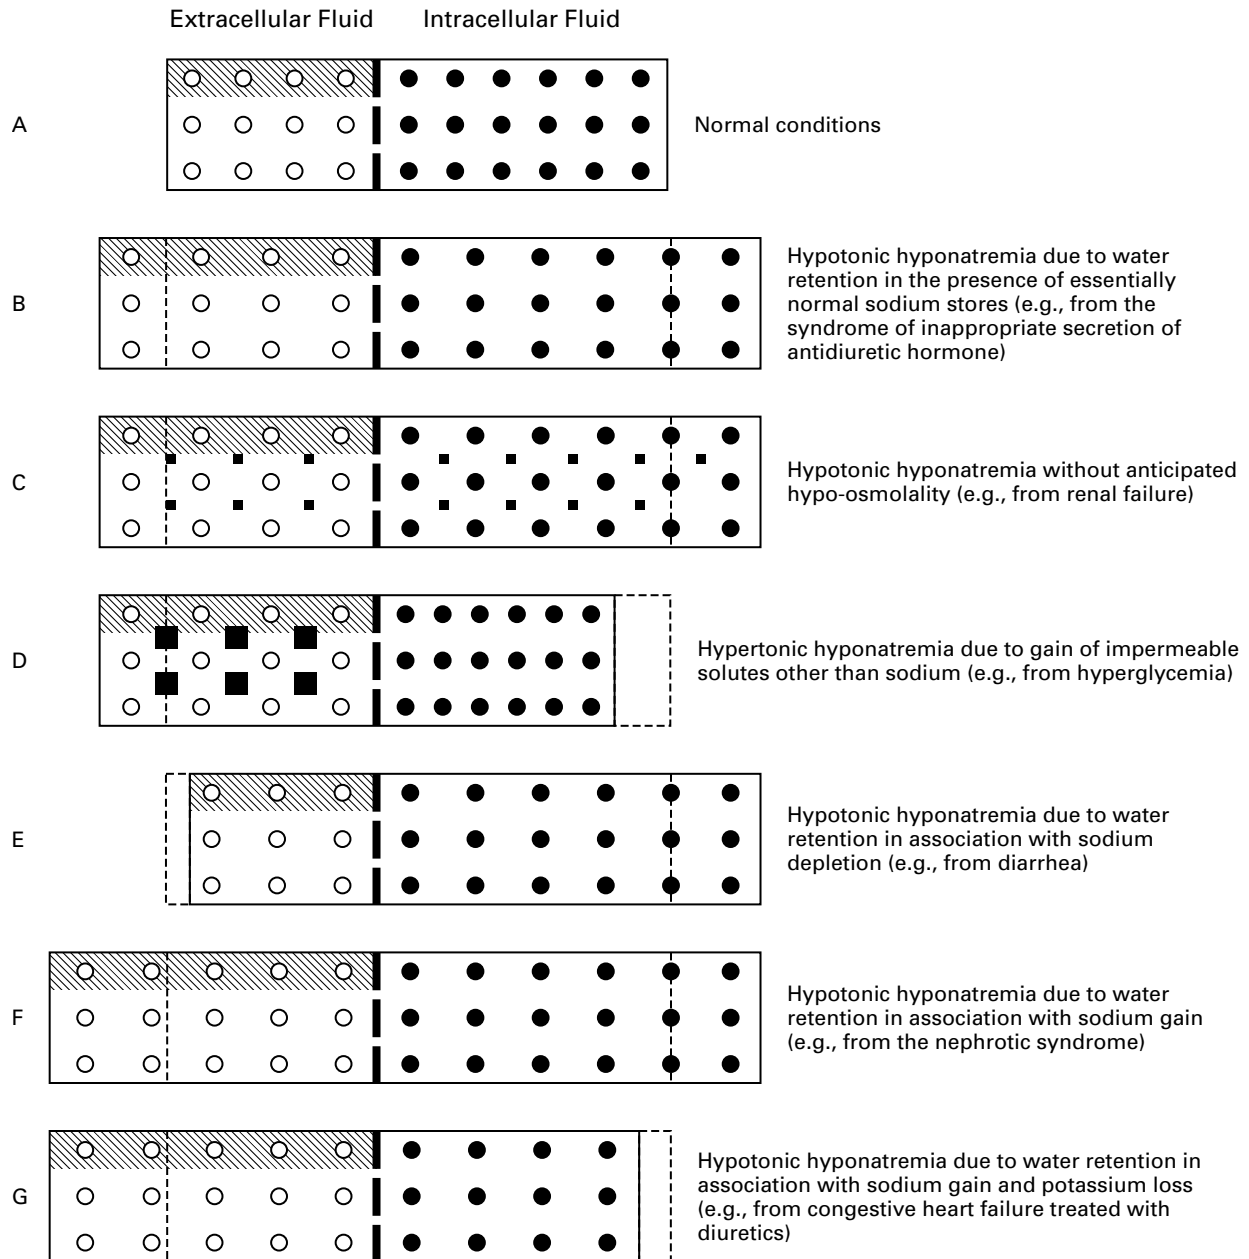 Extracellular Fluid Intracellular Fluid
A
Normal conditions
B
Hypotonic hyponatremia due to water
retention in the presence of essentially
normal sodium stores (e.g., from the
syndrome of inappropriate secretion of
antidiuretic hormone)
C
Hypotonic hyponatremia without anticipated
hypo-osmolality (e.g., from renal failure)
D
Hypertonic hyponatremia due to gain of impermeable
solutes other than sodium (e.g., from hyperglycemia)
E
Hypotonic hyponatremia due to water
retention in association with sodium
depletion (e.g., from diarrhea)
F
Hypotonic hyponatremia due to water
retention in association with sodium gain
(e.g., from the nephrotic syndrome)
G
Hypotonic hyponatremia due to water retention in
association with sodium gain and potassium loss
(e.g., from congestive heart failure treated with
diuretics)